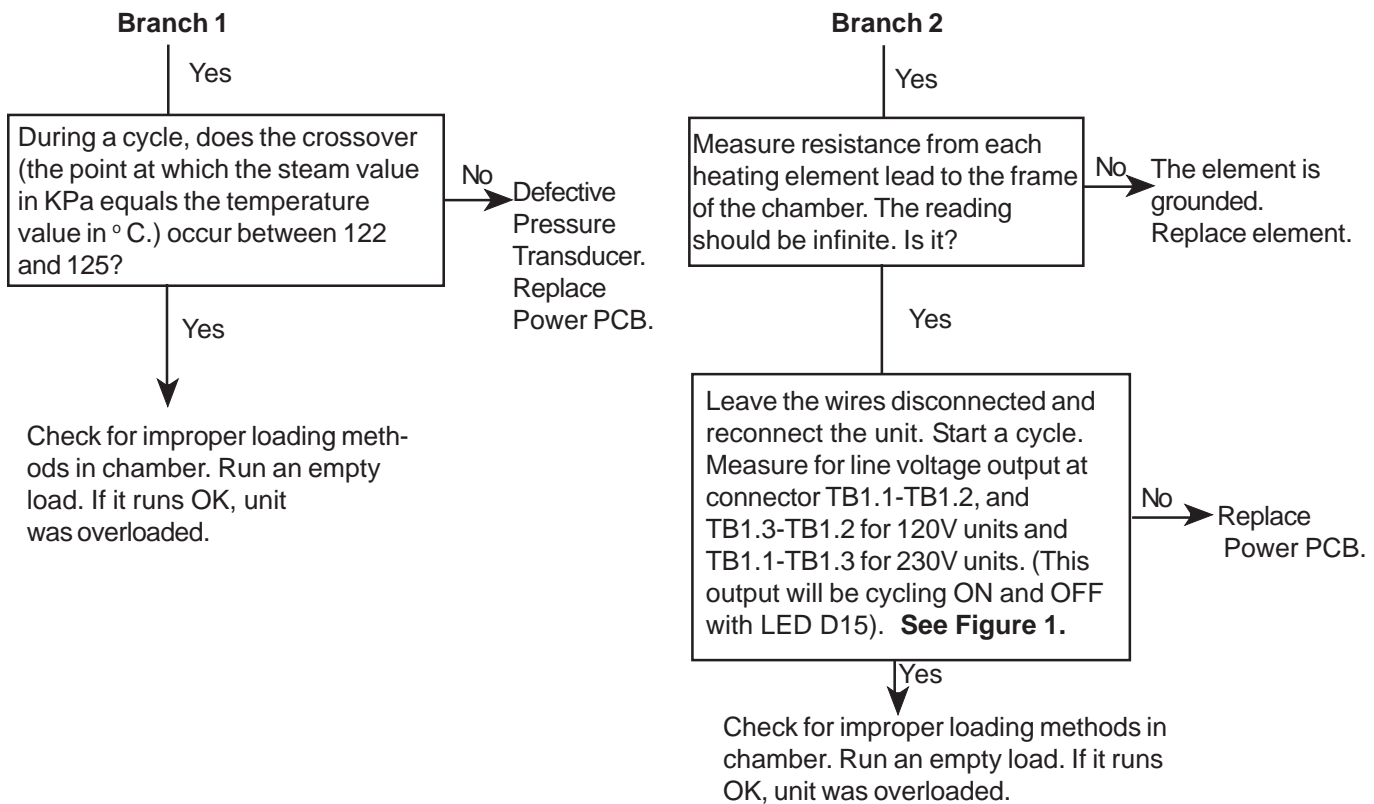 Branch 1
Yes
During a cycle, does the crossover
(the point at which the steam value
in KPa equals the temperature
value in ° C.) occur between 122
and 125?
No
Defective
Pressure
Transducer.
Replace
Power PCB.
Yes
Check for improper loading meth-
ods in chamber. Run an empty
load. If it runs OK, unit
was overloaded.
Branch 2
Yes
Measure resistance from each
heating element lead to the frame
of the chamber. The reading
should be infinite. Is it?
No
The element is
grounded.
Replace element.
Yes
Leave the wires disconnected and
reconnect the unit. Start a cycle.
Measure for line voltage output at
connector TB1.1-TB1.2, and
TB1.3-TB1.2 for 120V units and
TB1.1-TB1.3 for 230V units. (This
output will be cycling ON and OFF
with LED D15). See Figure 1.
No
Replace
Power PCB.
Yes
Check for improper loading methods in
chamber. Run an empty load. If it runs
OK, unit was overloaded.